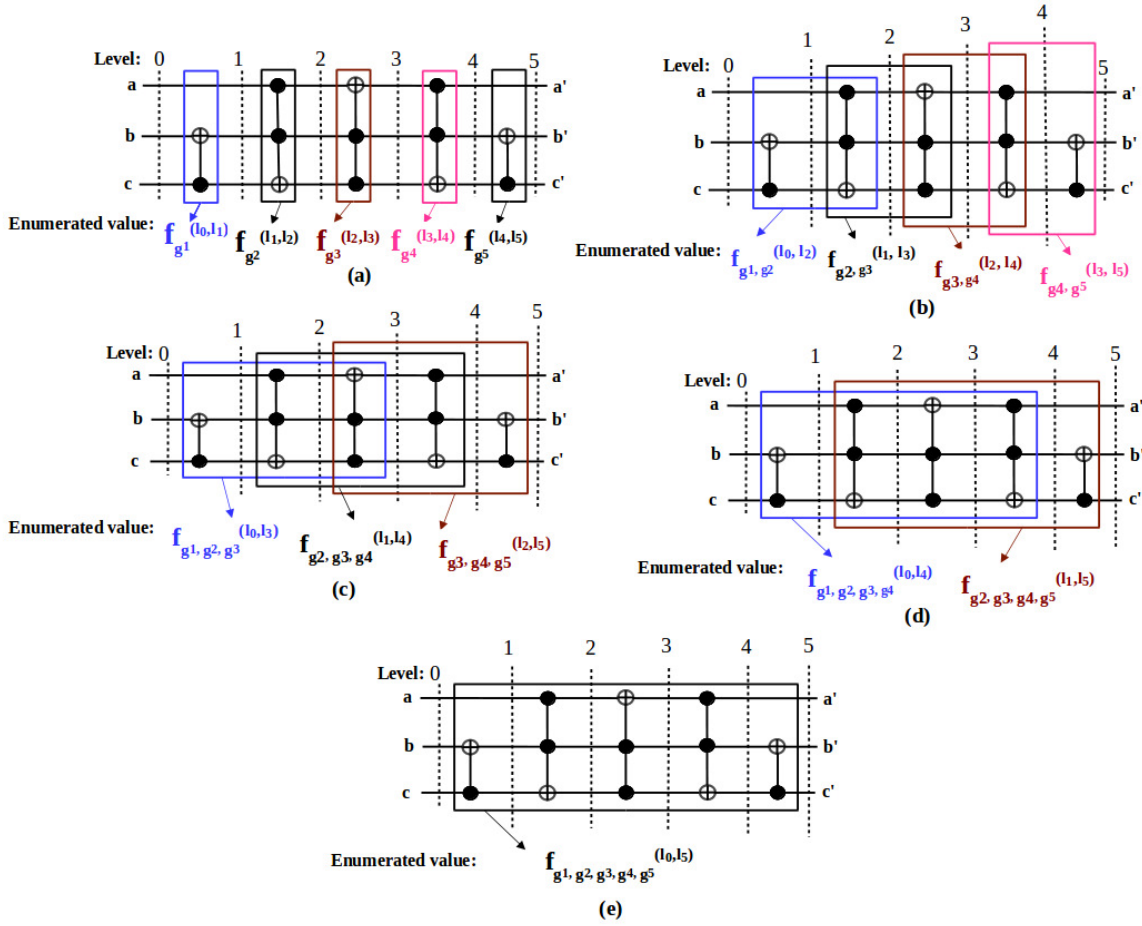 Level: 0 1 2 3 4 5
a a'
b b'
c c'
Enumerated value: f g1 (l0,l1) f g2 (l1,l2) f g3 (l2,l3) f g4 (l3,l4) f g5 (l4,l5)
(a)
Level: 0 1 2 3 4 5
a a'
b b'
c c'
Enumerated value: f g1, g2 (l0, l2) f g2, g3 (l1, l3) f g3, g4 (l2, l4) f g4, g5 (l3, l5)
(b)
Level: 0 1 2 3 4 5
a a'
b b'
c c'
Enumerated value: f g1, g2, g3 (l0,l3) f g2, g3, g4 (l1,l4) f g3, g4, g5 (l2,l5)
(c)
Level: 0 1 2 3 4 5
a a'
b b'
c c'
Enumerated value: f g1, g2, g3, g4 (l0,l4) f g2, g3, g4, g5 (l1,l5)
(d)
Level: 0 1 2 3 4 5
a a'
b b'
c c'
Enumerated value: f g1, g2, g3, g4, g5 (l0,l5)
(e)